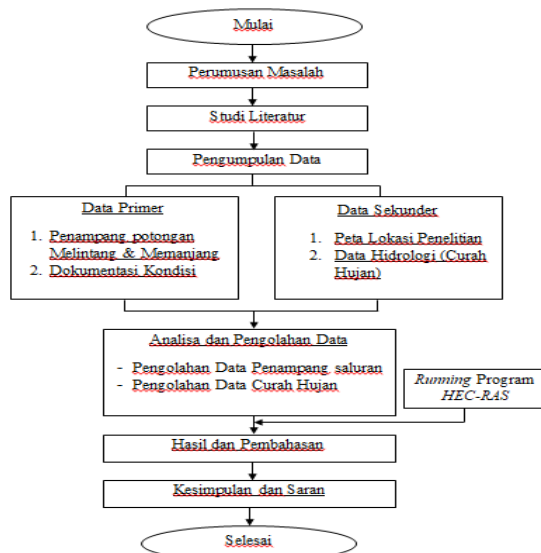 Mulai
Perumusan Masalah
Studi Literatur
Pengumpulan Data
Data Primer
1. Penampang potongan
Melintang & Memanjang
2. Dokumentasi Kondisi
Data Sekunder
1. Peta Lokasi Penelitian
2. Data Hidrologi (Curah
Hujan)
Analisa dan Pengolahan Data
- Pengolahan Data Penampang saluran
- Pengolahan Data Curah Hujan
Running Program
HEC-RAS
Hasil dan Pembahasan
Kesimpulan dan Saran
Selesai